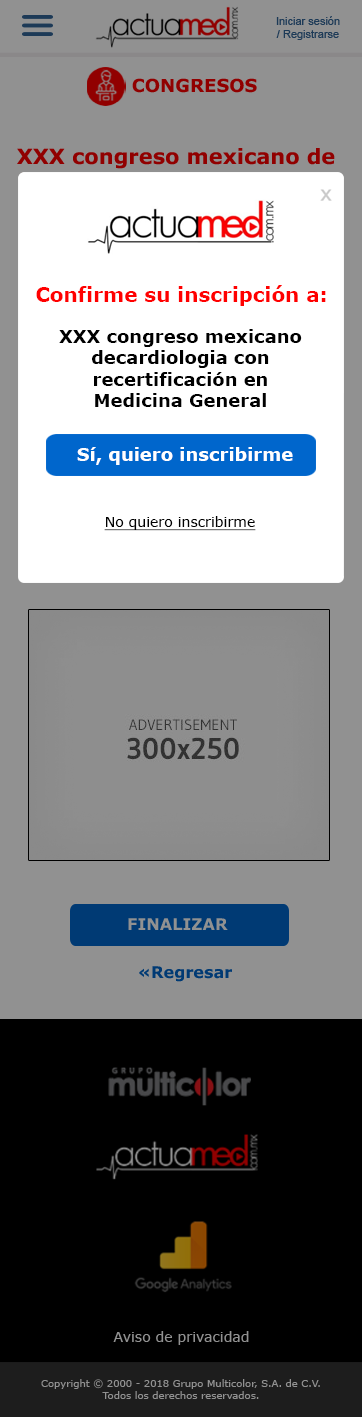 actuamed.com.mx
Iniciar sesión
/ Registrarse
CONGRESOS
XXX congreso mexicano de
X
actuamed.com.mx
Confirme su inscripción a:
XXX congreso mexicano
decardiologia con
recertificación en
Medicina General
Sí, quiero inscribirme
No quiero inscribirme
ADVERTISEMENT
300x250
FINALIZAR
«Regresar
GRUPO
multicolor
actuamed.com.mx
Google Analytics
Aviso de privacidad
Copyright © 2000 - 2018 Grupo Multicolor, S.A. de C.V.
Todos los derechos reservados.